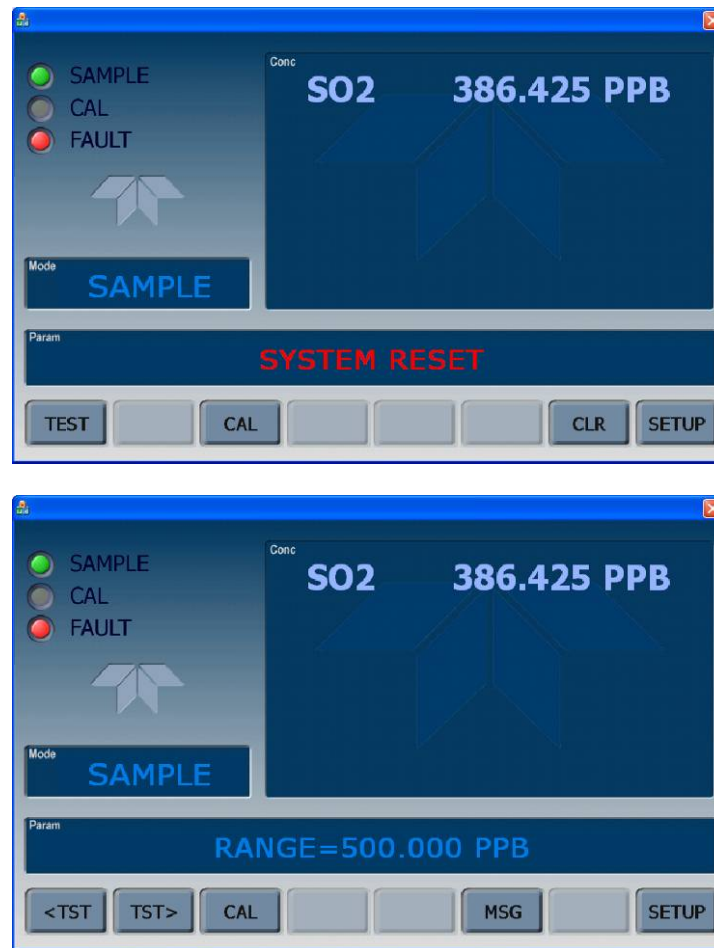 SAMPLE
CAL
FAULT
Conc
SO2 386.425 PPB
Mode
SAMPLE
Param
SYSTEM RESET
TEST CAL CLR SETUP
SAMPLE
CAL
FAULT
Conc
SO2 386.425 PPB
Mode
SAMPLE
Param
RANGE=500.000 PPB
<TST TST> CAL MSG SETUP